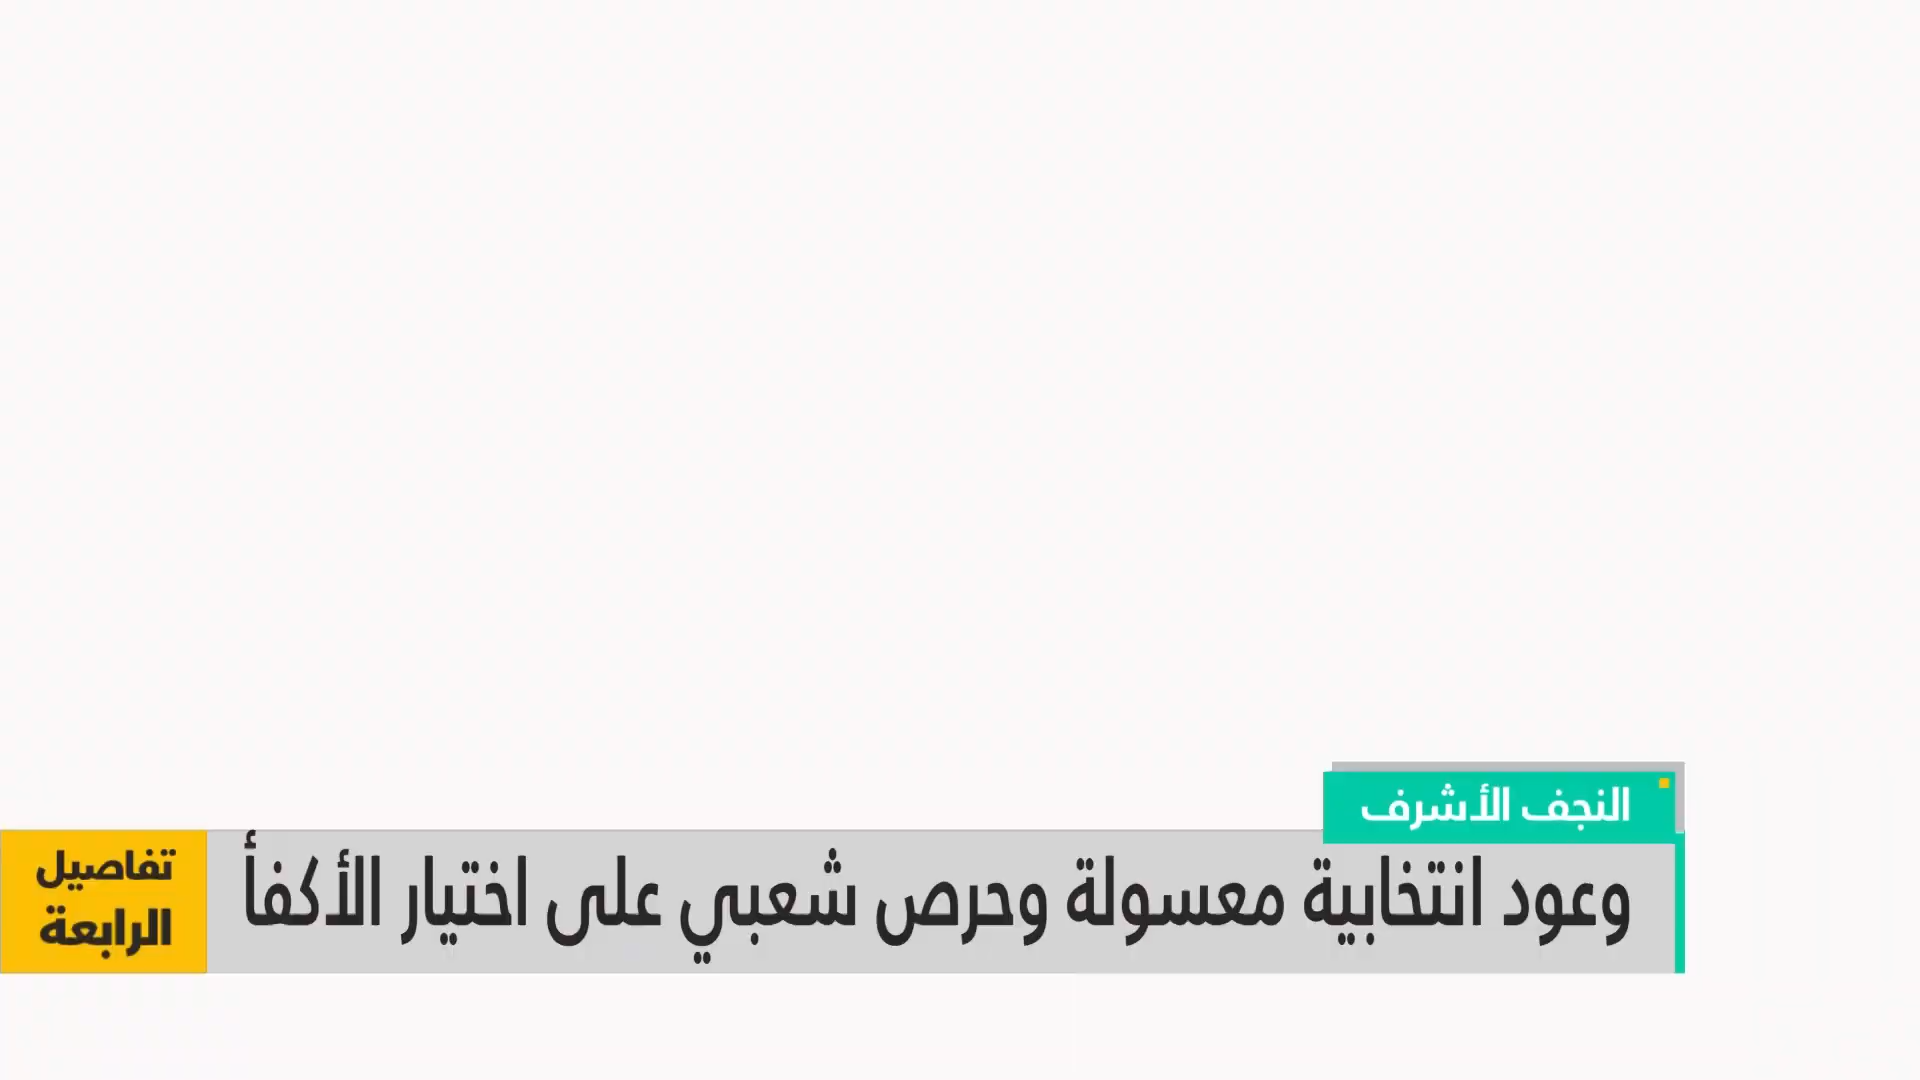 النجف الأشرف
وعود انتخابية معسولة وحرص شعبي على اختيار الأكفأ
تفاصيل
الرابعة